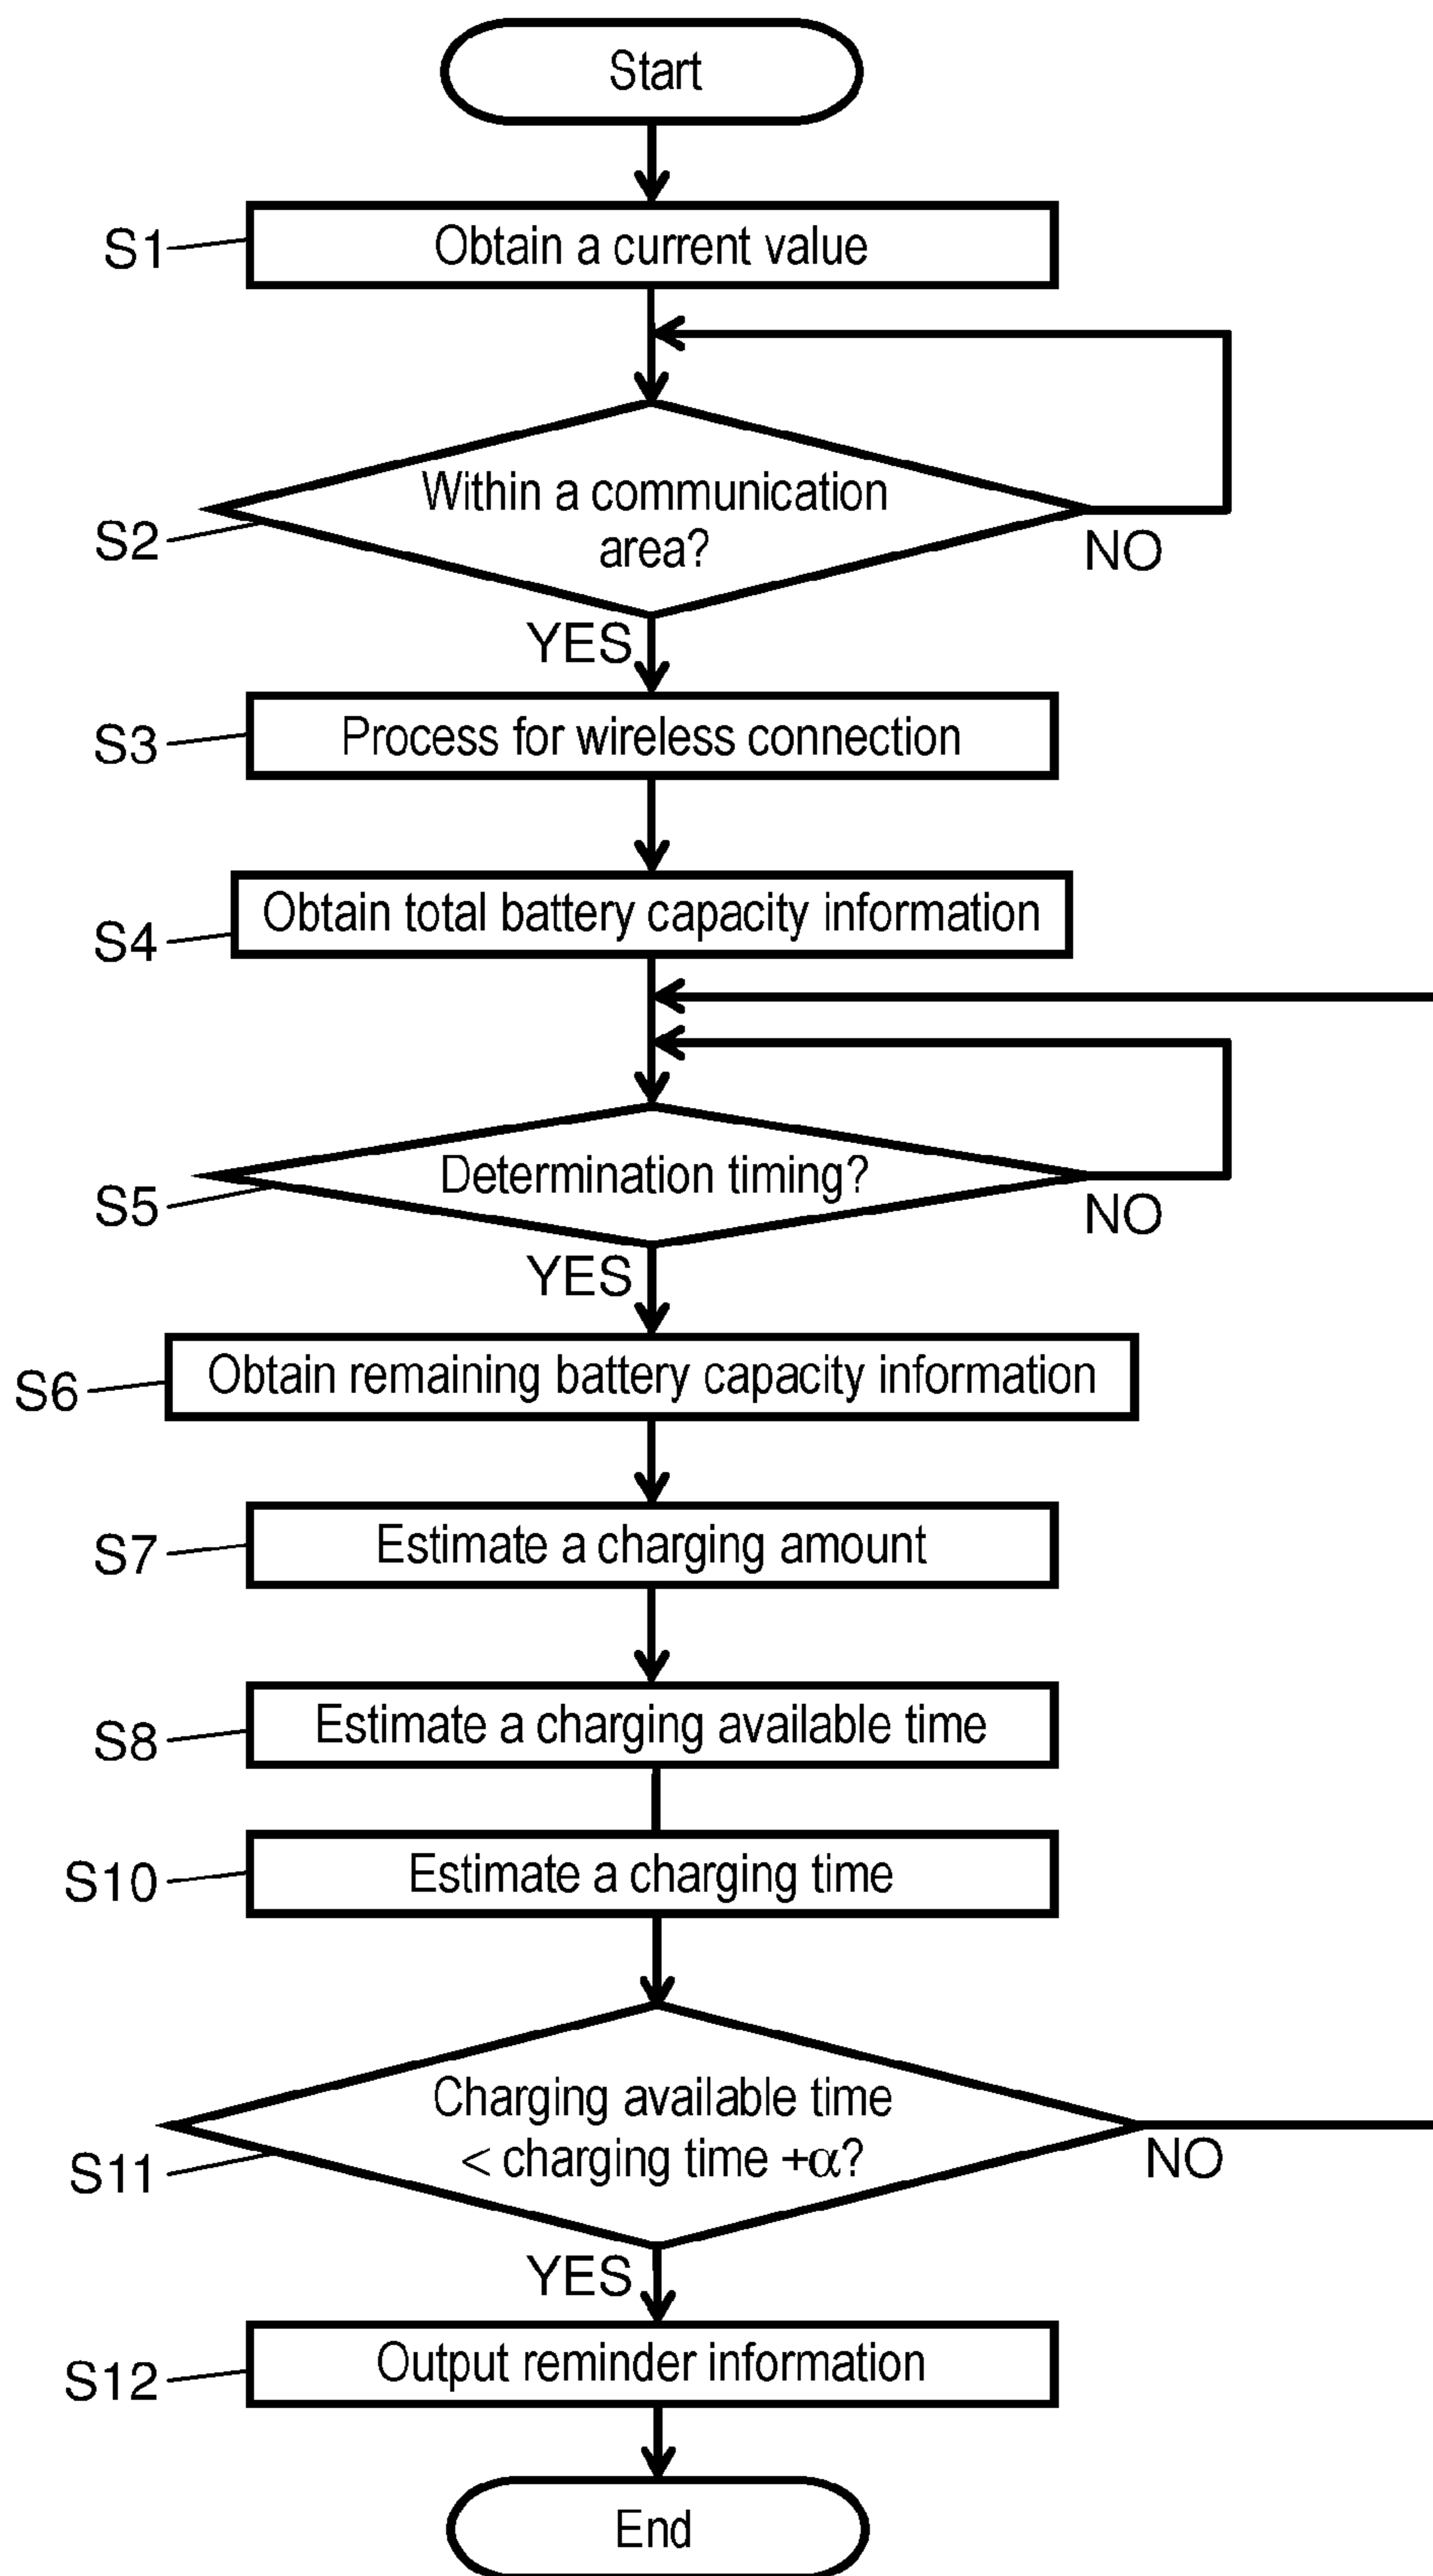 Start
S1
Obtain a current value
Within a communication
area?
S2
NO
YES
S3
Process for wireless connection
S4
Obtain total battery capacity information
Determination timing?
S5
NO
YES
S6
Obtain remaining battery capacity information
S7
Estimate a charging amount
S8
Estimate a charging available time
S10
Estimate a charging time
Charging available time
< charging time +α?
S11
NO
YES
S12
Output reminder information
End